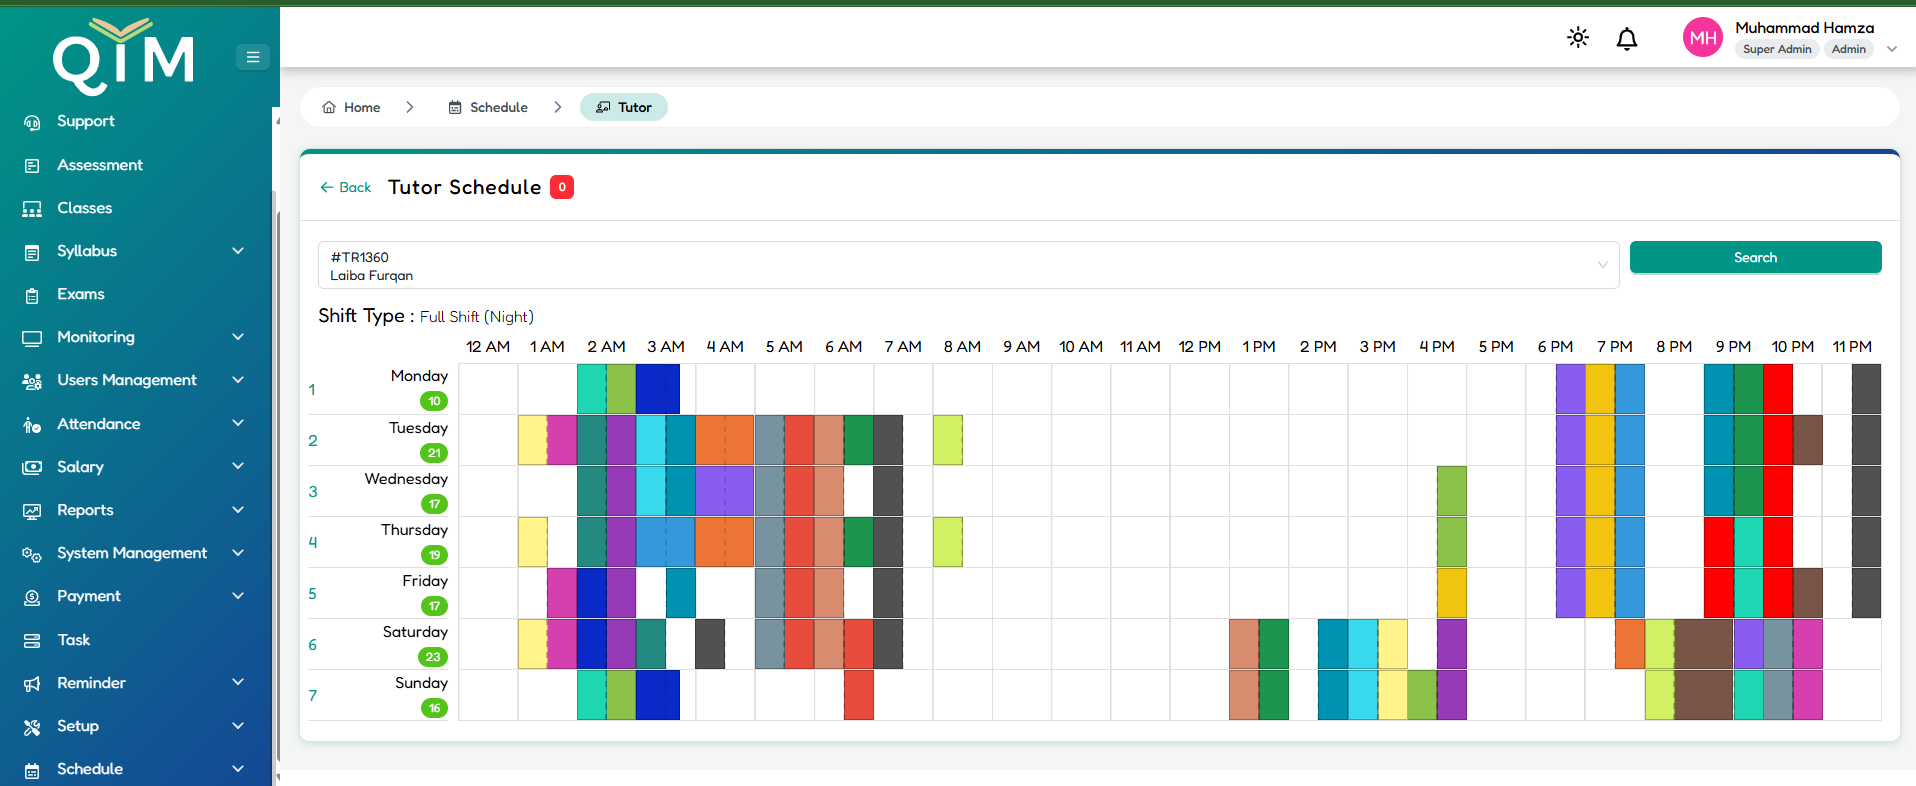 QIM
Support
Assessment
Classes
Syllabus
Exams
Monitoring
Users Management
Attendance
Salary
Reports
System Management
Payment
Task
Reminder
Setup
Schedule
MH
Muhammad Hamza
Super Admin Admin
Home Schedule Tutor
Back Tutor Schedule 0
#TR1360
Laiba Furqan
Search
Shift Type : Full Shift (Night)
12 AM 1 AM 2 AM 3 AM 4 AM 5 AM 6 AM 7 AM 8 AM 9 AM 10 AM 11 AM 12 PM 1 PM 2 PM 3 PM 4 PM 5 PM 6 PM 7 PM 8 PM 9 PM 10 PM 11 PM
1 Monday
10
2 Tuesday
21
3 Wednesday
17
4 Thursday
19
5 Friday
17
6 Saturday
23
7 Sunday
16